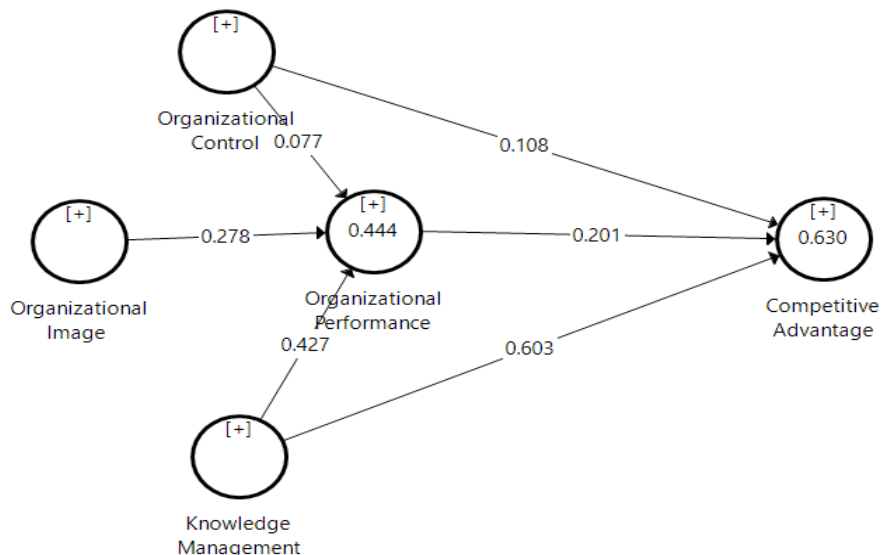 [+]
Organizational
Control
0.077
0.108
[+]
Organizational
Image
0.278
[+]
0.444
Organizational
Performance
0.201
[+]
0.630
Competitive
Advantage
0.427
0.603
[+]
Knowledge
Management